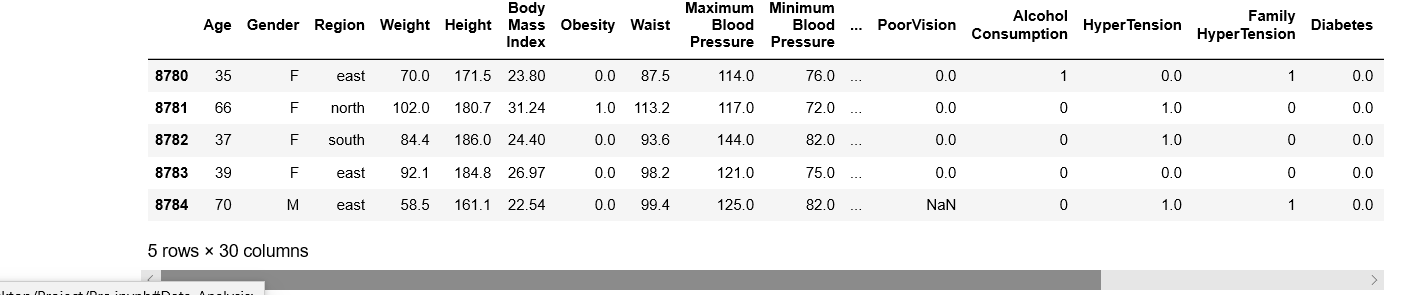 Age Gender Region Weight Height Body Mass Index Obesity Waist Maximum Blood Pressure Minimum Blood Pressure ... PoorVision Alcohol Consumption HyperTension Family HyperTension Diabetes
8780 35 F east 70.0 171.5 23.80 0.0 87.5 114.0 76.0 ... 0.0 1 0.0 1 0.0
8781 66 F north 102.0 180.7 31.24 1.0 113.2 117.0 72.0 ... 0.0 0 1.0 0 0.0
8782 37 F south 84.4 186.0 24.40 0.0 93.6 144.0 82.0 ... 0.0 0 1.0 0 0.0
8783 39 F east 92.1 184.8 26.97 0.0 98.2 121.0 75.0 ... 0.0 0 0.0 0 0.0
8784 70 M east 58.5 161.1 22.54 0.0 99.4 125.0 82.0 ... NaN 0 1.0 1 0.0
5 rows × 30 columns